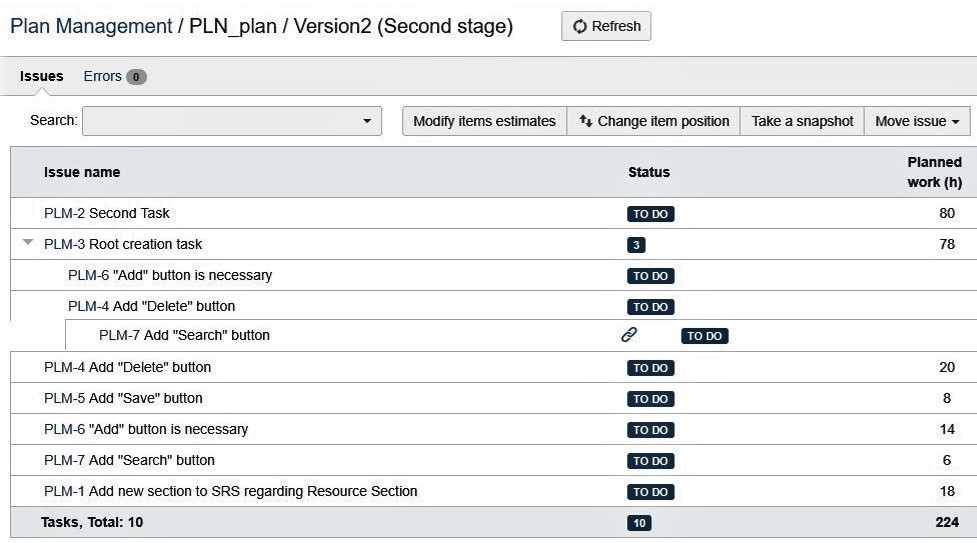 Plan Management / PLN_plan / Version2 (Second stage) Refresh
Issues Errors 0
Search: Modify items estimates Change item position Take a snapshot Move issue
Issue name Status Planned work (h)
PLM-2 Second Task TO DO 80
PLM-3 Root creation task 3 78
PLM-6 "Add" button is necessary TO DO
PLM-4 Add "Delete" button TO DO
PLM-7 Add "Search" button TO DO
PLM-4 Add "Delete" button TO DO 20
PLM-5 Add "Save" button TO DO 8
PLM-6 "Add" button is necessary TO DO 14
PLM-7 Add "Search" button TO DO 6
PLM-1 Add new section to SRS regarding Resource Section TO DO 18
Tasks, Total: 10 10 224